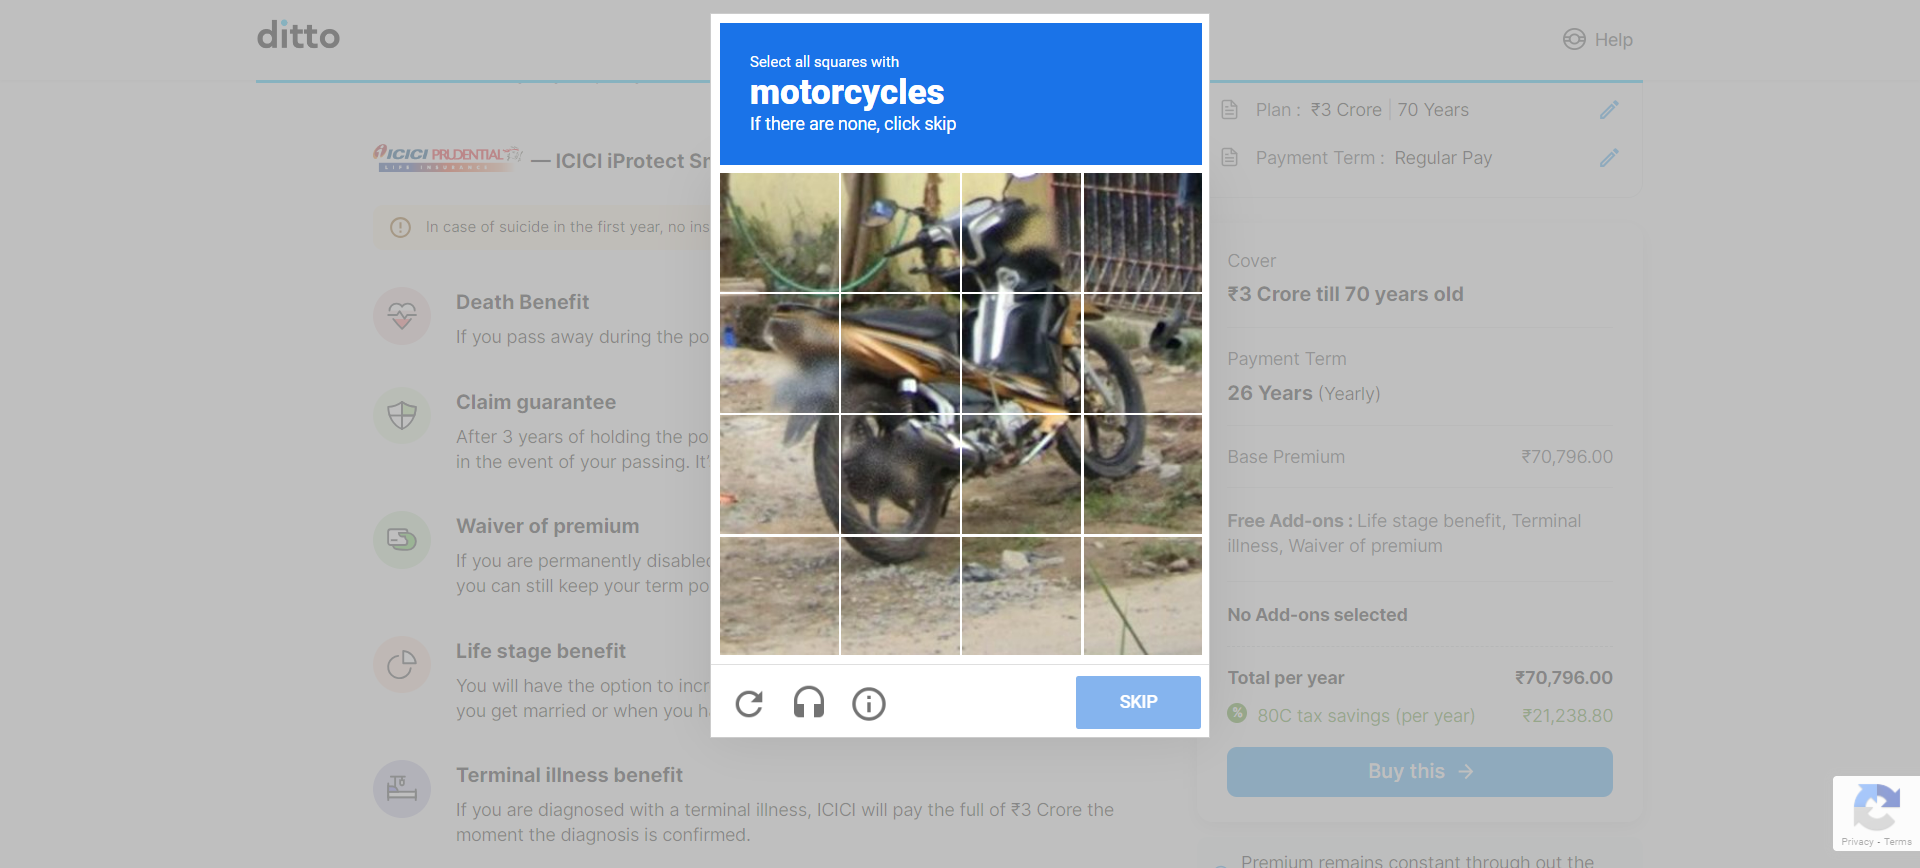 ditto
Help
Select all squares with
motorcycles
If there are none, click skip
Plan : ₹3 Crore | 70 Years
Payment Term : Regular Pay
ICICI PRUDENTIAL
LIFE INSURANCE
— ICICI iProtect Sm
In case of suicide in the first year, no ins
Death Benefit
If you pass away during the po
Claim guarantee
After 3 years of holding the po
in the event of your passing. It'
Waiver of premium
If you are permanently disabled
you can still keep your term po
Life stage benefit
You will have the option to incr
you get married or when you h
Terminal illness benefit
If you are diagnosed with a terminal illness, ICICI will pay the full of ₹3 Crore the
moment the diagnosis is confirmed.
SKIP
Cover
₹3 Crore till 70 years old
Payment Term
26 Years (Yearly)
Base Premium ₹70,796.00
Free Add-ons : Life stage benefit, Terminal
illness, Waiver of premium
No Add-ons selected
Total per year ₹70,796.00
80C tax savings (per year) ₹21,238.80
Buy this →
Premium remains constant through out the
Privacy - Terms